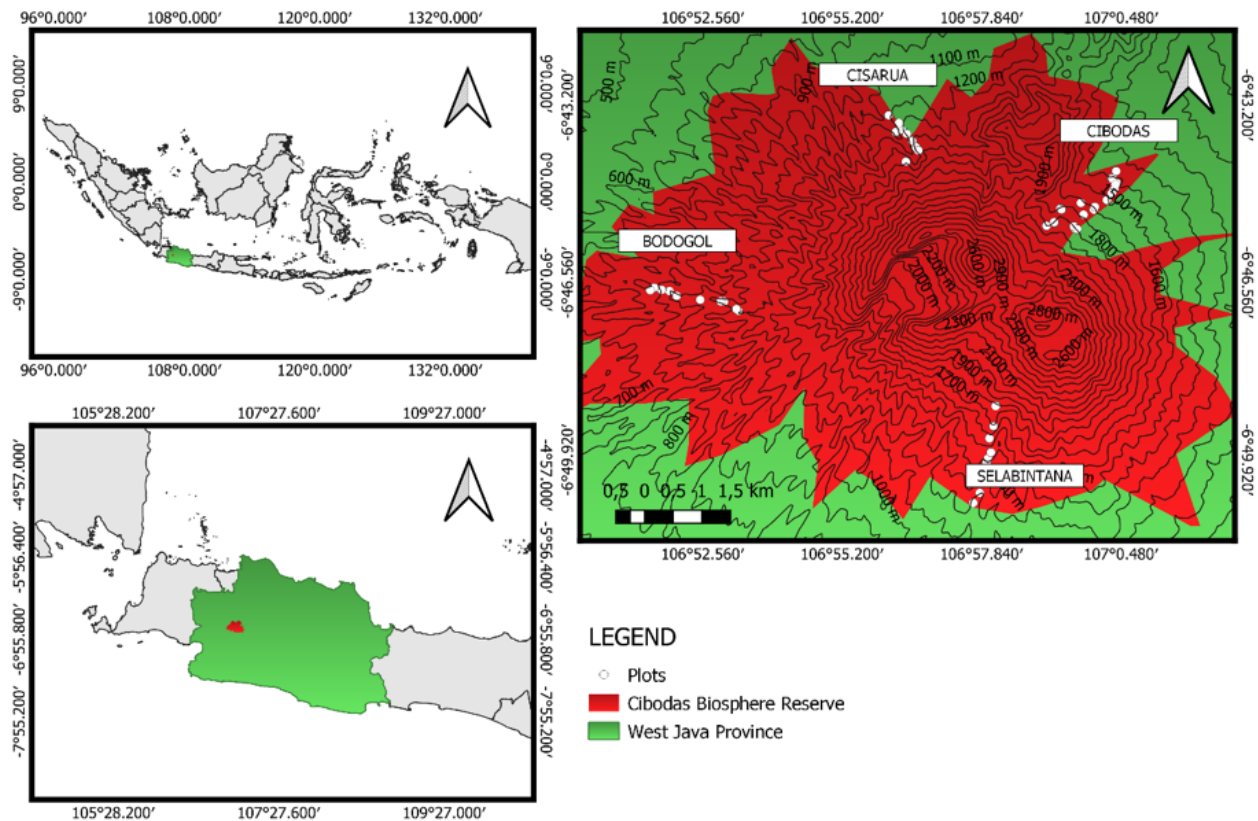 96°0.000′ 108°0.000′ 120°0.000′ 132°0.000′
9°0.000′ 9°0.000′
0°0.000′ 0°0.000′
-9°0.000′ -9°0.000′
96°0.000′ 108°0.000′ 120°0.000′ 132°0.000′
106°52.560′ 106°55.200′ 106°57.840′ 107°0.480′
-6°43.200′ -6°43.200′
-6°46.560′ -6°46.560′
-6°49.920′ -6°49.920′
500 m
900 m
CISARUA
1100 m
1200 m
CIBODAS
600 m
1900 m
1500 m
BODOGOL
1800 m
1600 m
2200 m
2000 m
2600 m
2900 m
2400 m
2300 m
2500 m
2800 m
2600 m
2100 m
1900 m
1700 m
700 m
800 m
SELABINTANA
1000 m
0,5 0 0,5 1 1,5 km
106°52.560′ 106°55.200′ 106°57.840′ 107°0.480′
105°28.200′ 107°27.600′ 109°27.000′
-4°57.000′ -4°57.000′
-5°56.400′ -5°56.400′
-6°55.800′ -6°55.800′
-7°55.200′ -7°55.200′
105°28.200′ 107°27.600′ 109°27.000′
LEGEND
Plots
Cibodas Biosphere Reserve
West Java Province